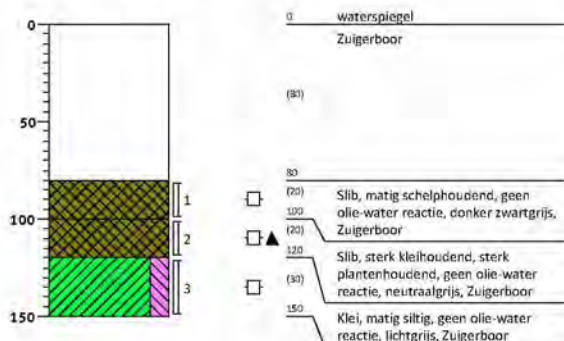 0
50
100
150
1
2
3
0 waterspiegel
Zuigerboor
(80)
80
(20) Slib, matig schelphoudend, geen
olie-water reactie, donker zwartgrijs,
Zuigerboor
100
(20)
120
Slib, sterk kleihoudend, sterk
plantenhoudend, geen olie-water
reactie, neutraalgrijs, Zuigerboor
(30)
150
Klei, matig siltig, geen olie-water
reactie, lichtgrijs, Zuigerboor